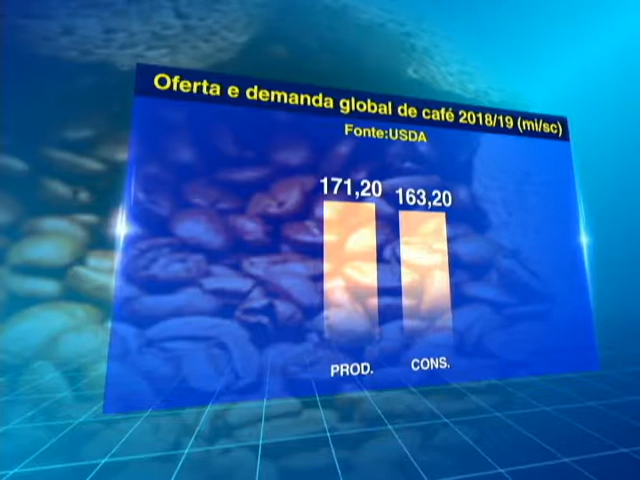 Oferta e demanda global de café 2018/19 (mi/sc)
Fonte:USDA
171,20 163,20
PROD. CONS.